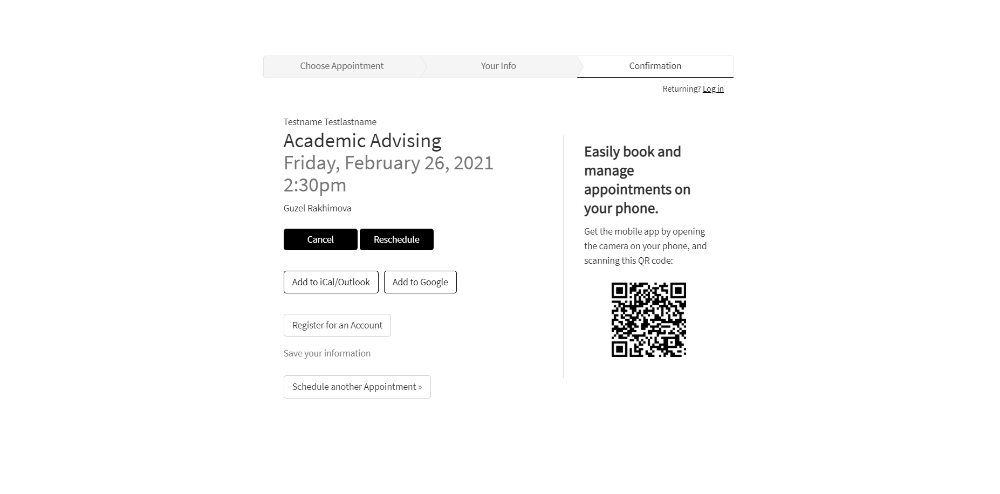 Choose Appointment
Your Info
Confirmation
Returning? Log in
Testname Testlastname
Academic Advising
Friday, February 26, 2021
2:30pm
Guzel Rakhimova
Cancel
Reschedule
Add to iCal/Outlook
Add to Google
Register for an Account
Save your information
Schedule another Appointment »
Easily book and
manage
appointments on
your phone.
Get the mobile app by opening
the camera on your phone, and
scanning this QR code: